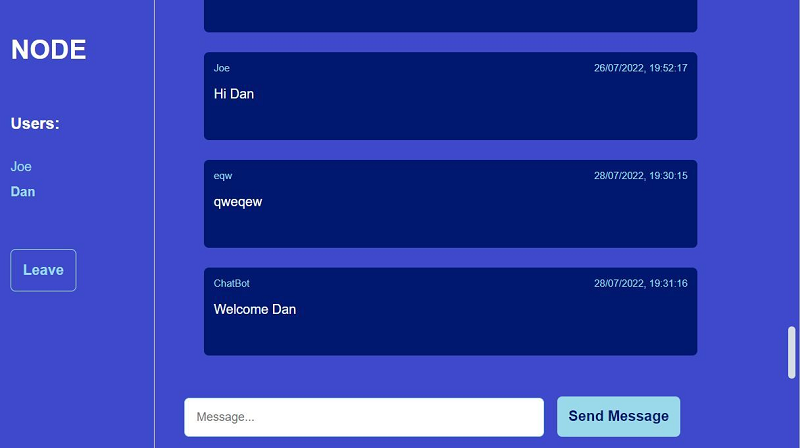 NODE
Users:
Joe
Dan
Leave
Joe 26/07/2022, 19:52:17
Hi Dan
eqw 28/07/2022, 19:30:15
qweqew
ChatBot 28/07/2022, 19:31:16
Welcome Dan
Message... Send Message